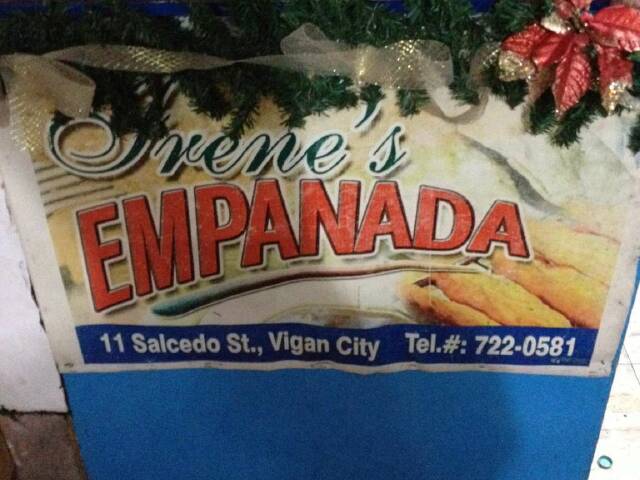 Irene's
EMPANADA
11 Salcedo St., Vigan City Tel.#: 722-0581